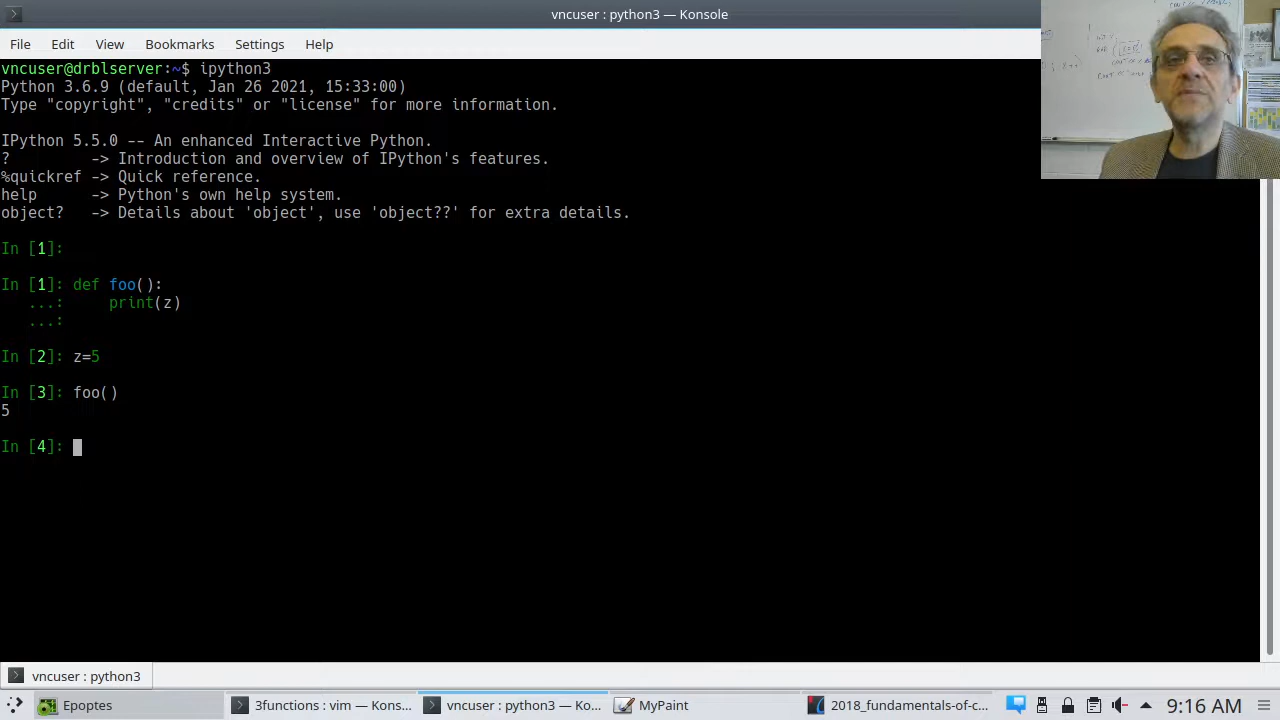 vncuser : python3 — Konsole
File Edit View Bookmarks Settings Help
vncuser@drblserver:~$ ipython3
Python 3.6.9 (default, Jan 26 2021, 15:33:00)
Type "copyright", "credits" or "license" for more information.
IPython 5.5.0 -- An enhanced Interactive Python.
? -> Introduction and overview of IPython's features.
%quickref -> Quick reference.
help -> Python's own help system.
object? -> Details about 'object', use 'object??' for extra details.
In [1]:
In [1]: def foo():
...: print(z)
...:
In [2]: z=5
In [3]: foo()
5
In [4]:
vncuser : python3
Epoptes 3functions : vim — Kons... vncuser : python3 — Ko... MyPaint 2018_fundamentals-of-c... 9:16 AM